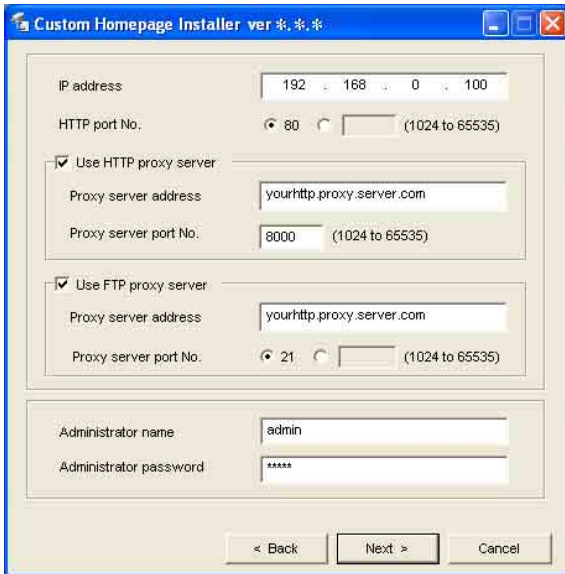 Custom Homepage Installer ver *.*.*
IP address 192 . 168 . 0 . 100
HTTP port No. 80 (1024 to 65535)
Use HTTP proxy server
Proxy server address yourhttp.proxy.server.com
Proxy server port No. 8000 (1024 to 65535)
Use FTP proxy server
Proxy server address yourhttp.proxy.server.com
Proxy server port No. 21 (1024 to 65535)
Administrator name admin
Administrator password *****
< Back Next > Cancel